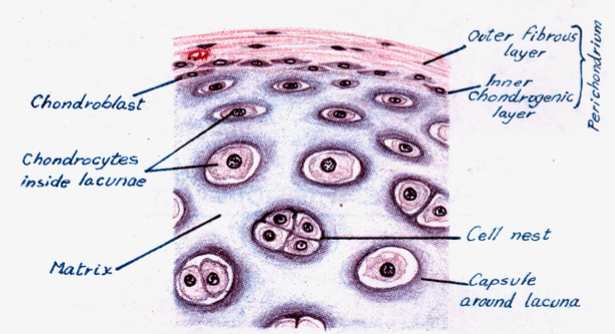 Outer Fibrous
layer
Inner
Chondrogenic
layer
Perichondrium
Chondroblast
Chondrocytes
inside lacunae
Matrix
Cell nest
Capsule
around lacuna